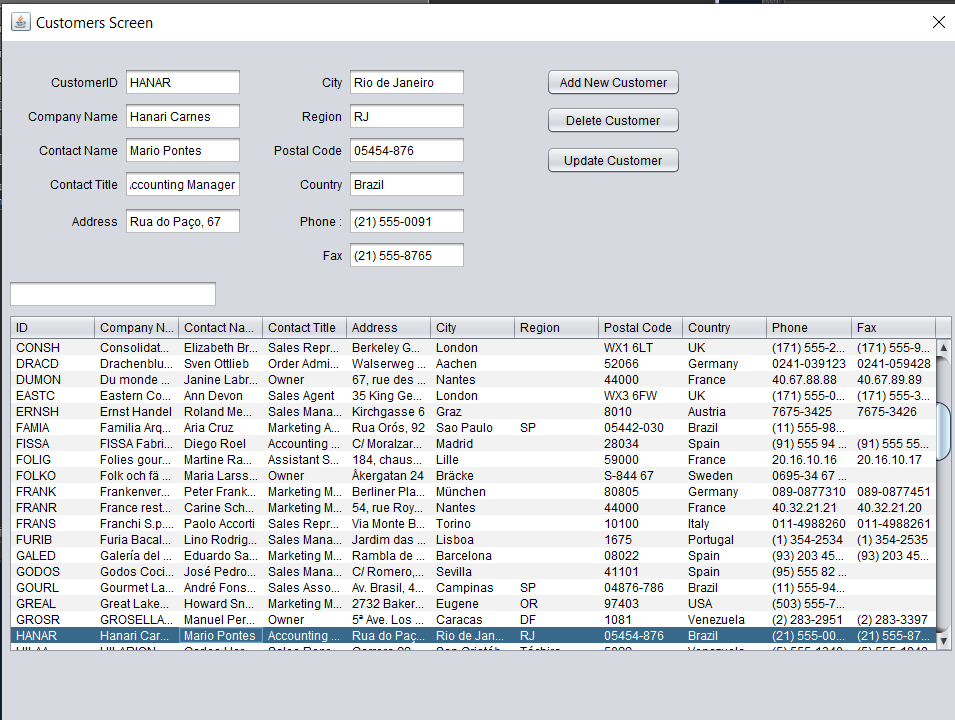 Customers Screen
CustomerID HANAR City Rio de Janeiro Add New Customer
Company Name Hanari Carnes Region RJ Delete Customer
Contact Name Mario Pontes Postal Code 05454-876 Update Customer
Contact Title ccounting Manager Country Brazil
Address Rua do Paço, 67 Phone : (21) 555-0091
Fax (21) 555-8765
ID Company N... Contact Na... Contact Title Address City Region Postal Code Country Phone Fax
CONSH Consolidat... Elizabeth Br... Sales Repr... Berkeley G... London WX1 6LT UK (171) 555-2... (171) 555-9...
DRACD Drachenblu... Sven Ottlieb Order Admi... Walserweg ... Aachen 52066 Germany 0241-039123 0241-059428
DUMON Du monde ... Janine Labr... Owner 67, rue des ... Nantes 44000 France 40.67.88.88 40.67.89.89
EASTC Eastern Co... Ann Devon Sales Agent 35 King Ge... London WX3 6FW UK (171) 555-0... (171) 555-3...
ERNSH Ernst Handel Roland Me... Sales Mana... Kirchgasse 6 Graz 8010 Austria 7675-3425 7675-3426
FAMIA Familia Arq... Aria Cruz Marketing A... Rua Orós, 92 Sao Paulo SP 05442-030 Brazil (11) 555-98...
FISSA FISSA Fabri... Diego Roel Accounting ... C/ Moralzar... Madrid 28034 Spain (91) 555 94 ... (91) 555 55...
FOLIG Folies gour... Martine Ra... Assistant S... 184, chaus... Lille 59000 France 20.16.10.16 20.16.10.17
FOLKO Folk och fä ... Maria Larss... Owner Åkergatan 24 Bräcke S-844 67 Sweden 0695-34 67 ...
FRANK Frankenver... Peter Frank... Marketing M... Berliner Pla... München 80805 Germany 089-0877310 089-0877451
FRANR France rest... Carine Sch... Marketing M... 54, rue Roy... Nantes 44000 France 40.32.21.21 40.32.21.20
FRANS Franchi S.p... Paolo Accorti Sales Repr... Via Monte B... Torino 10100 Italy 011-4988260 011-4988261
FURIB Furia Bacal... Lino Rodrig... Sales Mana... Jardim das ... Lisboa 1675 Portugal (1) 354-2534 (1) 354-2535
GALED Galería del ... Eduardo Sa... Marketing M... Rambla de ... Barcelona 08022 Spain (93) 203 45... (93) 203 45...
GODOS Godos Coci... José Pedro... Sales Mana... C/ Romero,... Sevilla 41101 Spain (95) 555 82 ...
GOURL Gourmet La... André Fons... Sales Asso... Av. Brasil, 4... Campinas SP 04876-786 Brazil (11) 555-94...
GREAL Great Lake... Howard Sn... Marketing M... 2732 Baker... Eugene OR 97403 USA (503) 555-7...
GROSR GROSELLA... Manuel Per... Owner 5ª Ave. Los ... Caracas DF 1081 Venezuela (2) 283-2951 (2) 283-3397
HANAR Hanari Car... Mario Pontes Accounting ... Rua do Paç... Rio de Jan... RJ 05454-876 Brazil (21) 555-00... (21) 555-87...